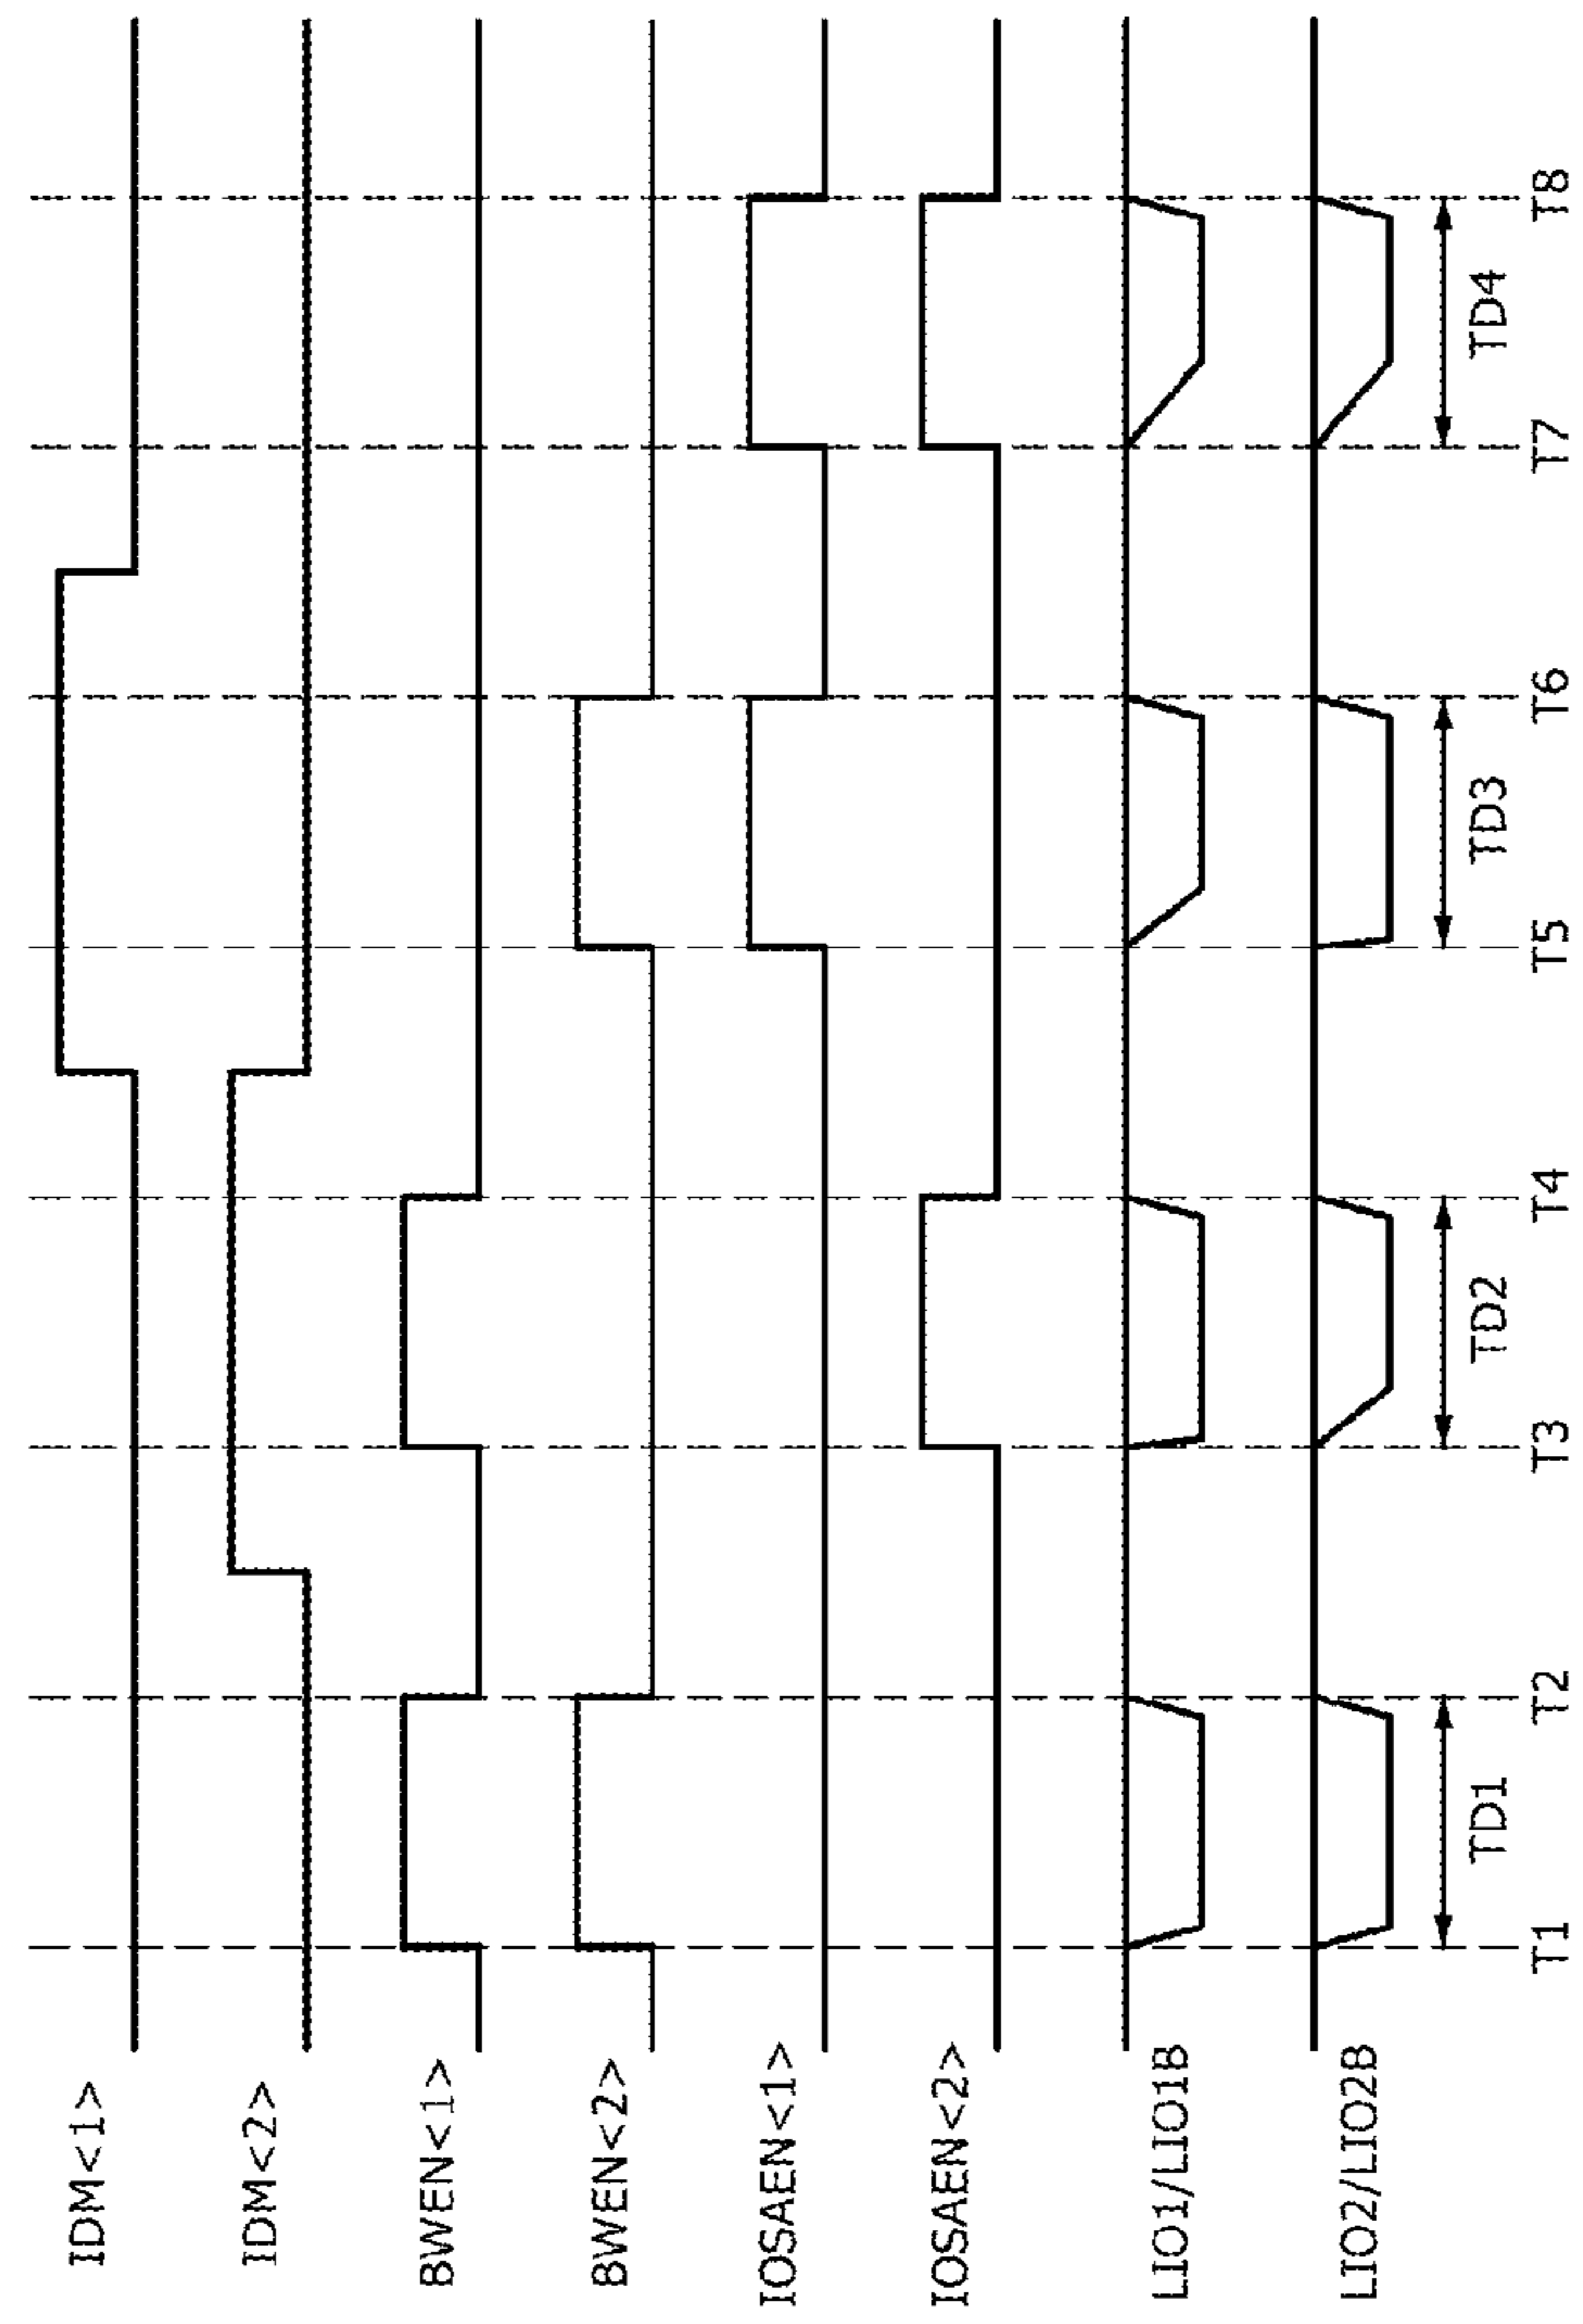 IDM<1>
IDM<2>
BWEN<1>
BWEN<2>
IOSAEN<1>
IOSAEN<2>
LIO1/LIO1B
LIO2/LIO2B
TD1 TD2 TD3 TD4
T1 T2 T3 T4 T5 T6 T7 T8